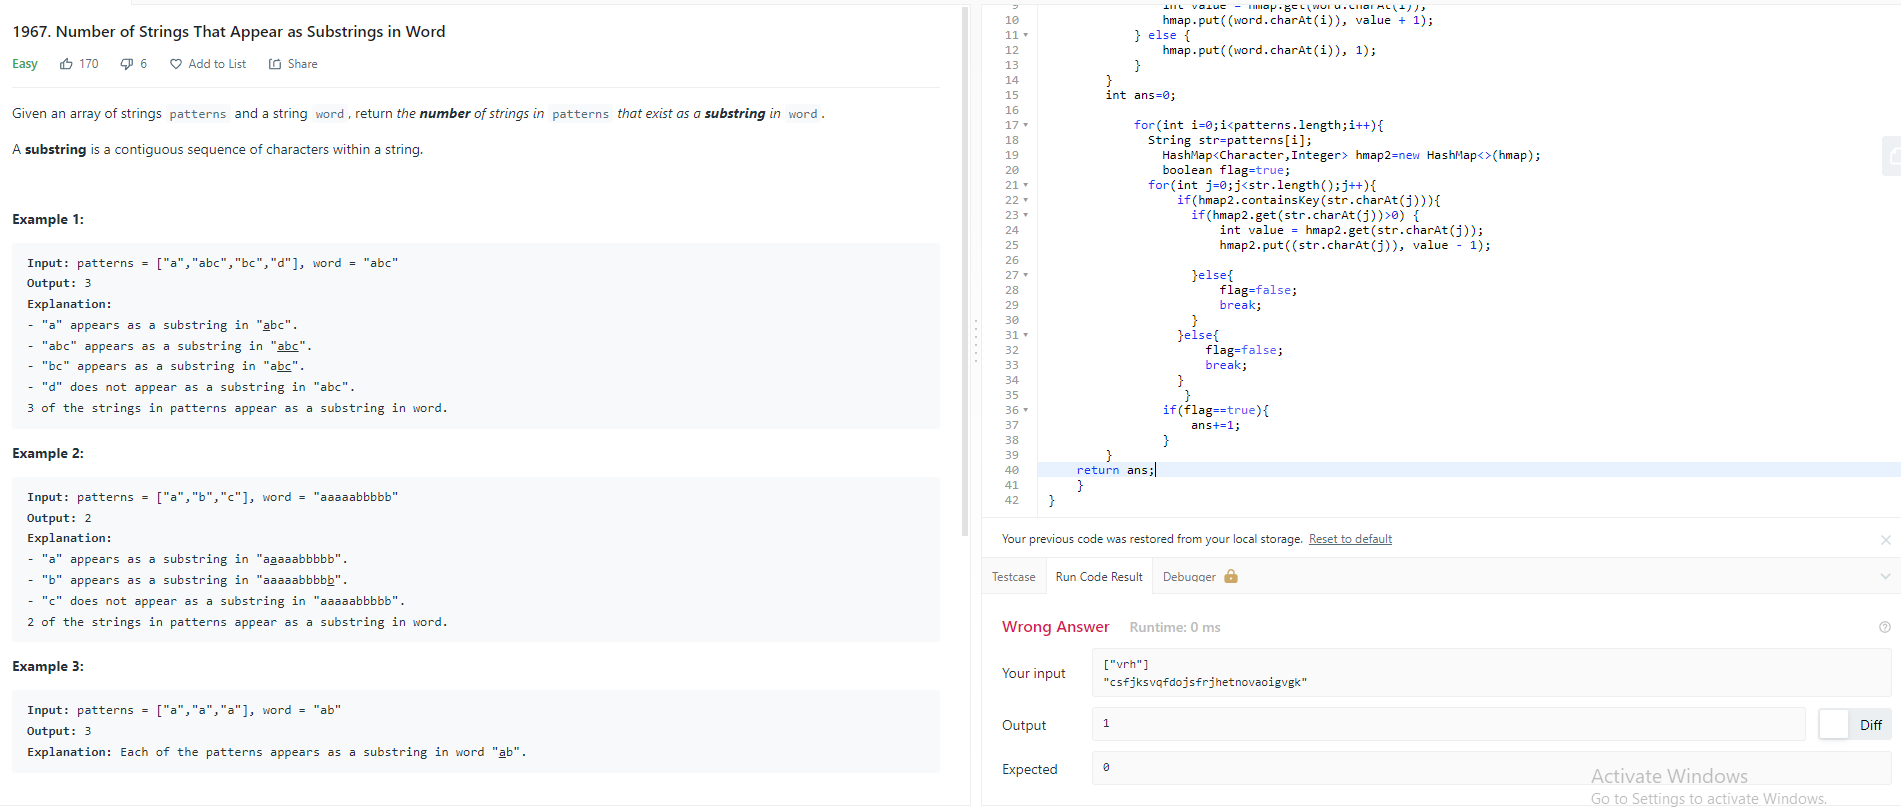 1967. Number of Strings That Appear as Substrings in Word
Easy 170 6 Add to List Share
Given an array of strings patterns and a string word, return the number of strings in patterns that exist as a substring in word.
A substring is a contiguous sequence of characters within a string.
Example 1:
Input: patterns = ["a","abc","bc","d"], word = "abc"
Output: 3
Explanation:
- "a" appears as a substring in "abc".
- "abc" appears as a substring in "abc".
- "bc" appears as a substring in "abc".
- "d" does not appear as a substring in "abc".
3 of the strings in patterns appear as a substring in word.
Example 2:
Input: patterns = ["a","b","c"], word = "aaaaabbbbb"
Output: 2
Explanation:
- "a" appears as a substring in "aaaaabbbbb".
- "b" appears as a substring in "aaaaabbbbb".
- "c" does not appear as a substring in "aaaaabbbbb".
2 of the strings in patterns appear as a substring in word.
Example 3:
Input: patterns = ["a","a","a"], word = "ab"
Output: 3
Explanation: Each of the patterns appears as a substring in word "ab".
9 int value = hmap.get(word.charAt(i));
10 hmap.put((word.charAt(i)), value + 1);
11 } else {
12 hmap.put((word.charAt(i)), 1);
13 }
14 }
15 int ans=0;
16
17 for(int i=0;i<patterns.length;i++){
18 String str=patterns[i];
19 HashMap<Character,Integer> hmap2=new HashMap<>(hmap);
20 boolean flag=true;
21 for(int j=0;j<str.length();j++){
22 if(hmap2.containsKey(str.charAt(j))){
23 if(hmap2.get(str.charAt(j))>0) {
24 int value = hmap2.get(str.charAt(j));
25 hmap2.put((str.charAt(j)), value - 1);
26
27 }else{
28 flag=false;
29 break;
30 }
31 }else{
32 flag=false;
33 break;
34 }
35 }
36 if(flag==true){
37 ans+=1;
38 }
39 }
40 return ans;
41 }
42 }
Your previous code was restored from your local storage. Reset to default
Testcase Run Code Result Debugger
Wrong Answer Runtime: 0 ms
Your input
["vrh"]
"csfjksvqfdojsfrjhetnovaoigvgk"
Output 1 Diff
Expected 0
Activate Windows
Go to Settings to activate Windows.